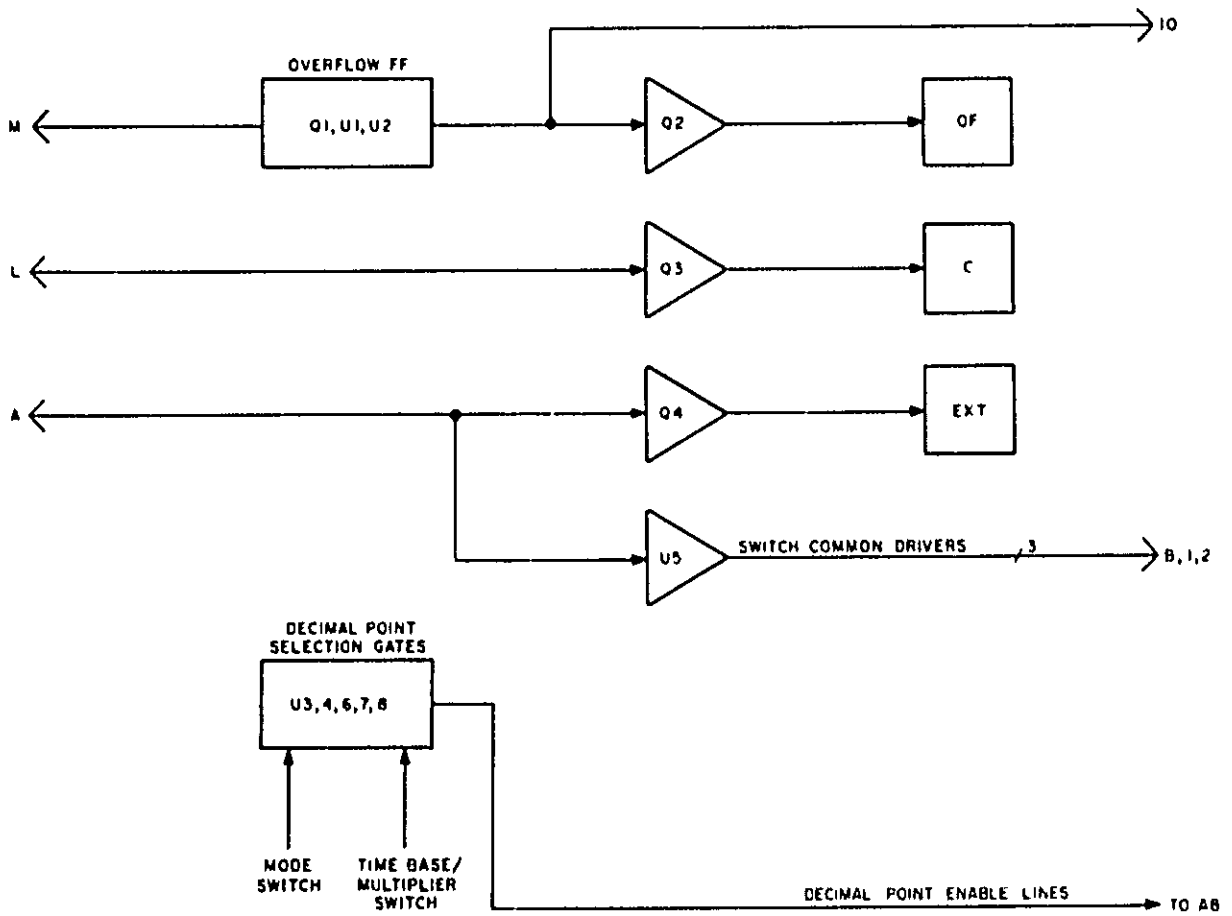 10
OVERFLOW FF
M
Q1, U1, U2
Q2
OF
L
Q3
C
A
Q4
EXT
U5
SWITCH COMMON DRIVERS
3
B, 1, 2
DECIMAL POINT
SELECTION GATES
U3, 4, 6, 7, 8
MODE
SWITCH
TIME BASE/
MULTIPLIER
SWITCH
DECIMAL POINT ENABLE LINES
TO A8